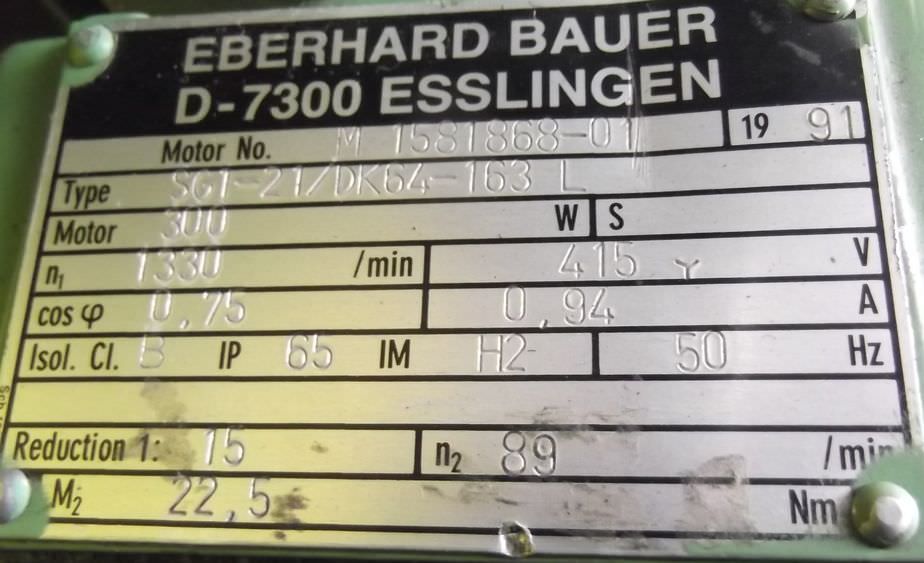 EBERHARD BAUER
D-7300 ESSLINGEN
Motor No. M 1581868-01 19 91
Type SG1-21/DK64-163 L
Motor 300 W S
n₁ 1330 /min 415 Y V
cos φ 0,75 0,94 A
Isol. Cl. B IP 65 IM H2 50 Hz
Reduction 1: 15 n₂ 89 /min
M₂ 22,5 Nm